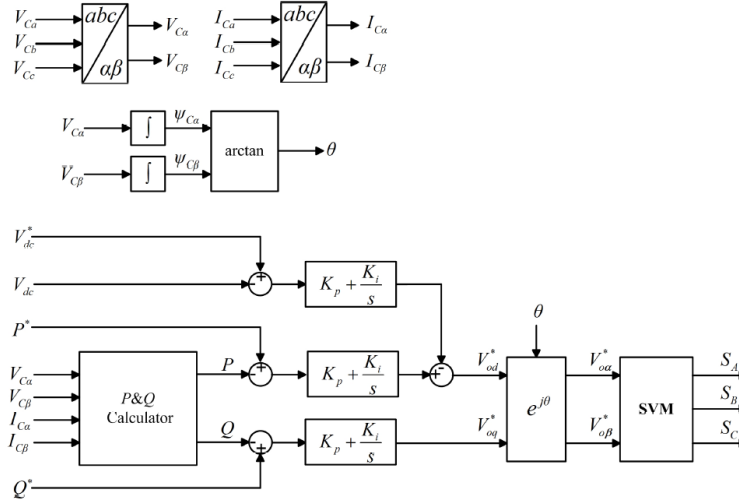 V_Ca abc V_Cα I_Ca abc I_Cα
V_Cb I_Cb
V_Cc αβ V_Cβ I_Cc αβ I_Cβ
V_Cα ∫ ψ_Cα
arctan θ
V_Cβ ∫ ψ_Cβ
V*_dc
+
V_dc - K_p + K_i/s
P* θ
+ -
V_Cα P - K_p + K_i/s + V*_od V*_oα S_A
V_Cβ P&Q
I_Cα Calculator e^jθ SVM S_B
I_Cβ Q - K_p + K_i/s V*_oq V*_oβ S_C
+
Q*